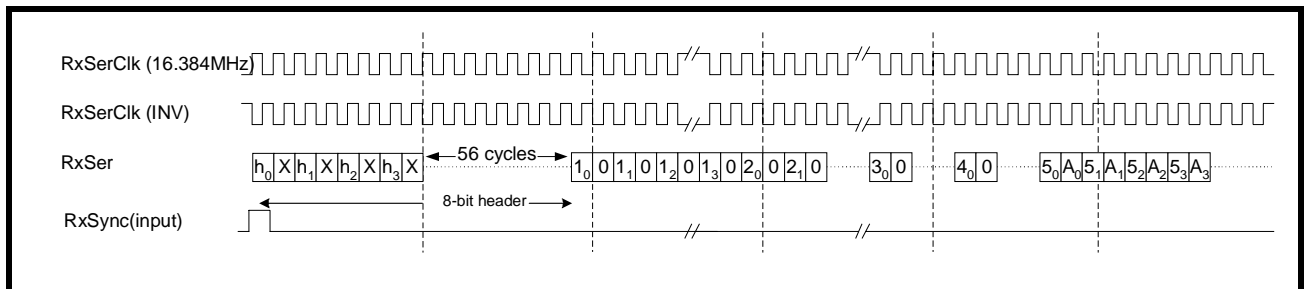 RxSerClk (16.384MHz)
RxSerClk (INV)
RxSer
h₀ X h₁ X h₂ X h₃ X
56 cycles
1₀ 0 1₁ 0 1₂ 0 1₃ 0 2₀ 0 2₁ 0
3₀ 0
4₀ 0
5₀ A₀ 5₁ A₁ 5₂ A₂ 5₃ A₃
8-bit header
RxSync(input)